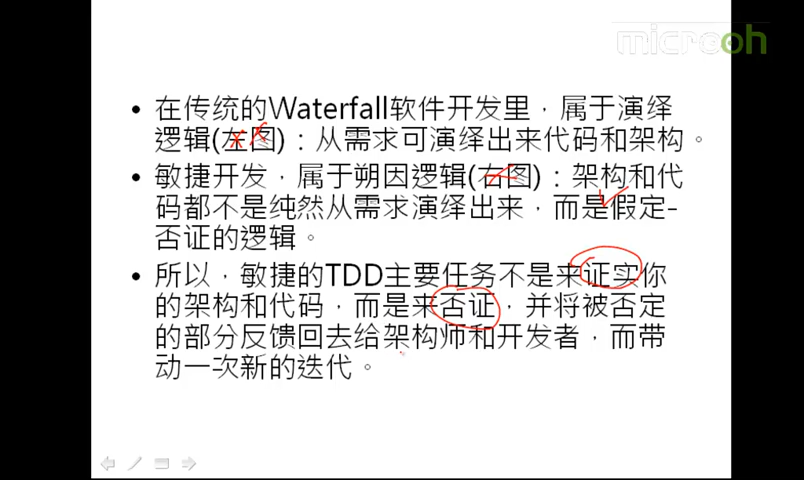 microoh
• 在传统的Waterfall软件开发里，属于演绎
逻辑(左图)：从需求可演绎出来代码和架构。
• 敏捷开发，属于朔因逻辑(右图)：架构和代
码都不是纯然从需求演绎出来，而是假定-
否证的逻辑。
• 所以，敏捷的TDD主要任务不是来证实你
的架构和代码，而是来否证，并将被否定
的部分反馈回去给架构师和开发者，而带
动一次新的迭代。